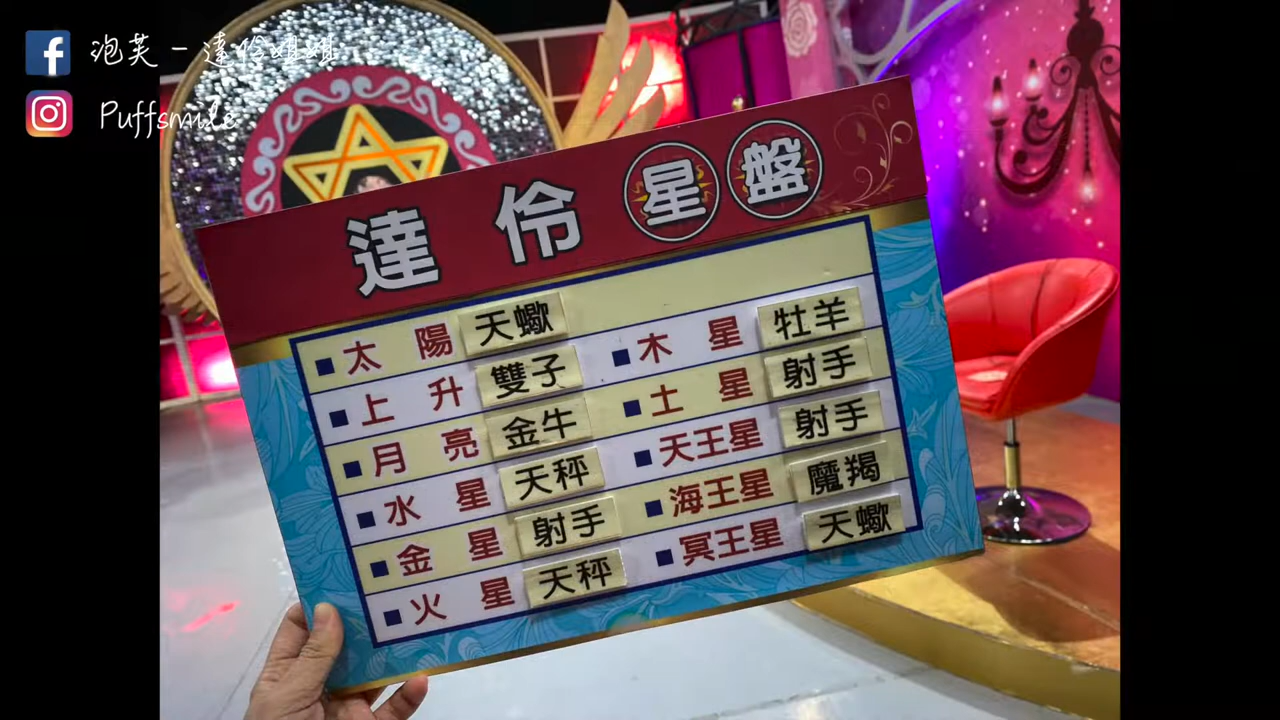 泡芙 - 達伶姐姐
Puffsmile
達伶星盤
太陽 天蠍
上升 雙子
月亮 金牛
水星 天秤
金星 射手
火星 天秤
木星 牡羊
土星 射手
天王星 射手
海王星 魔羯
冥王星 天蠍